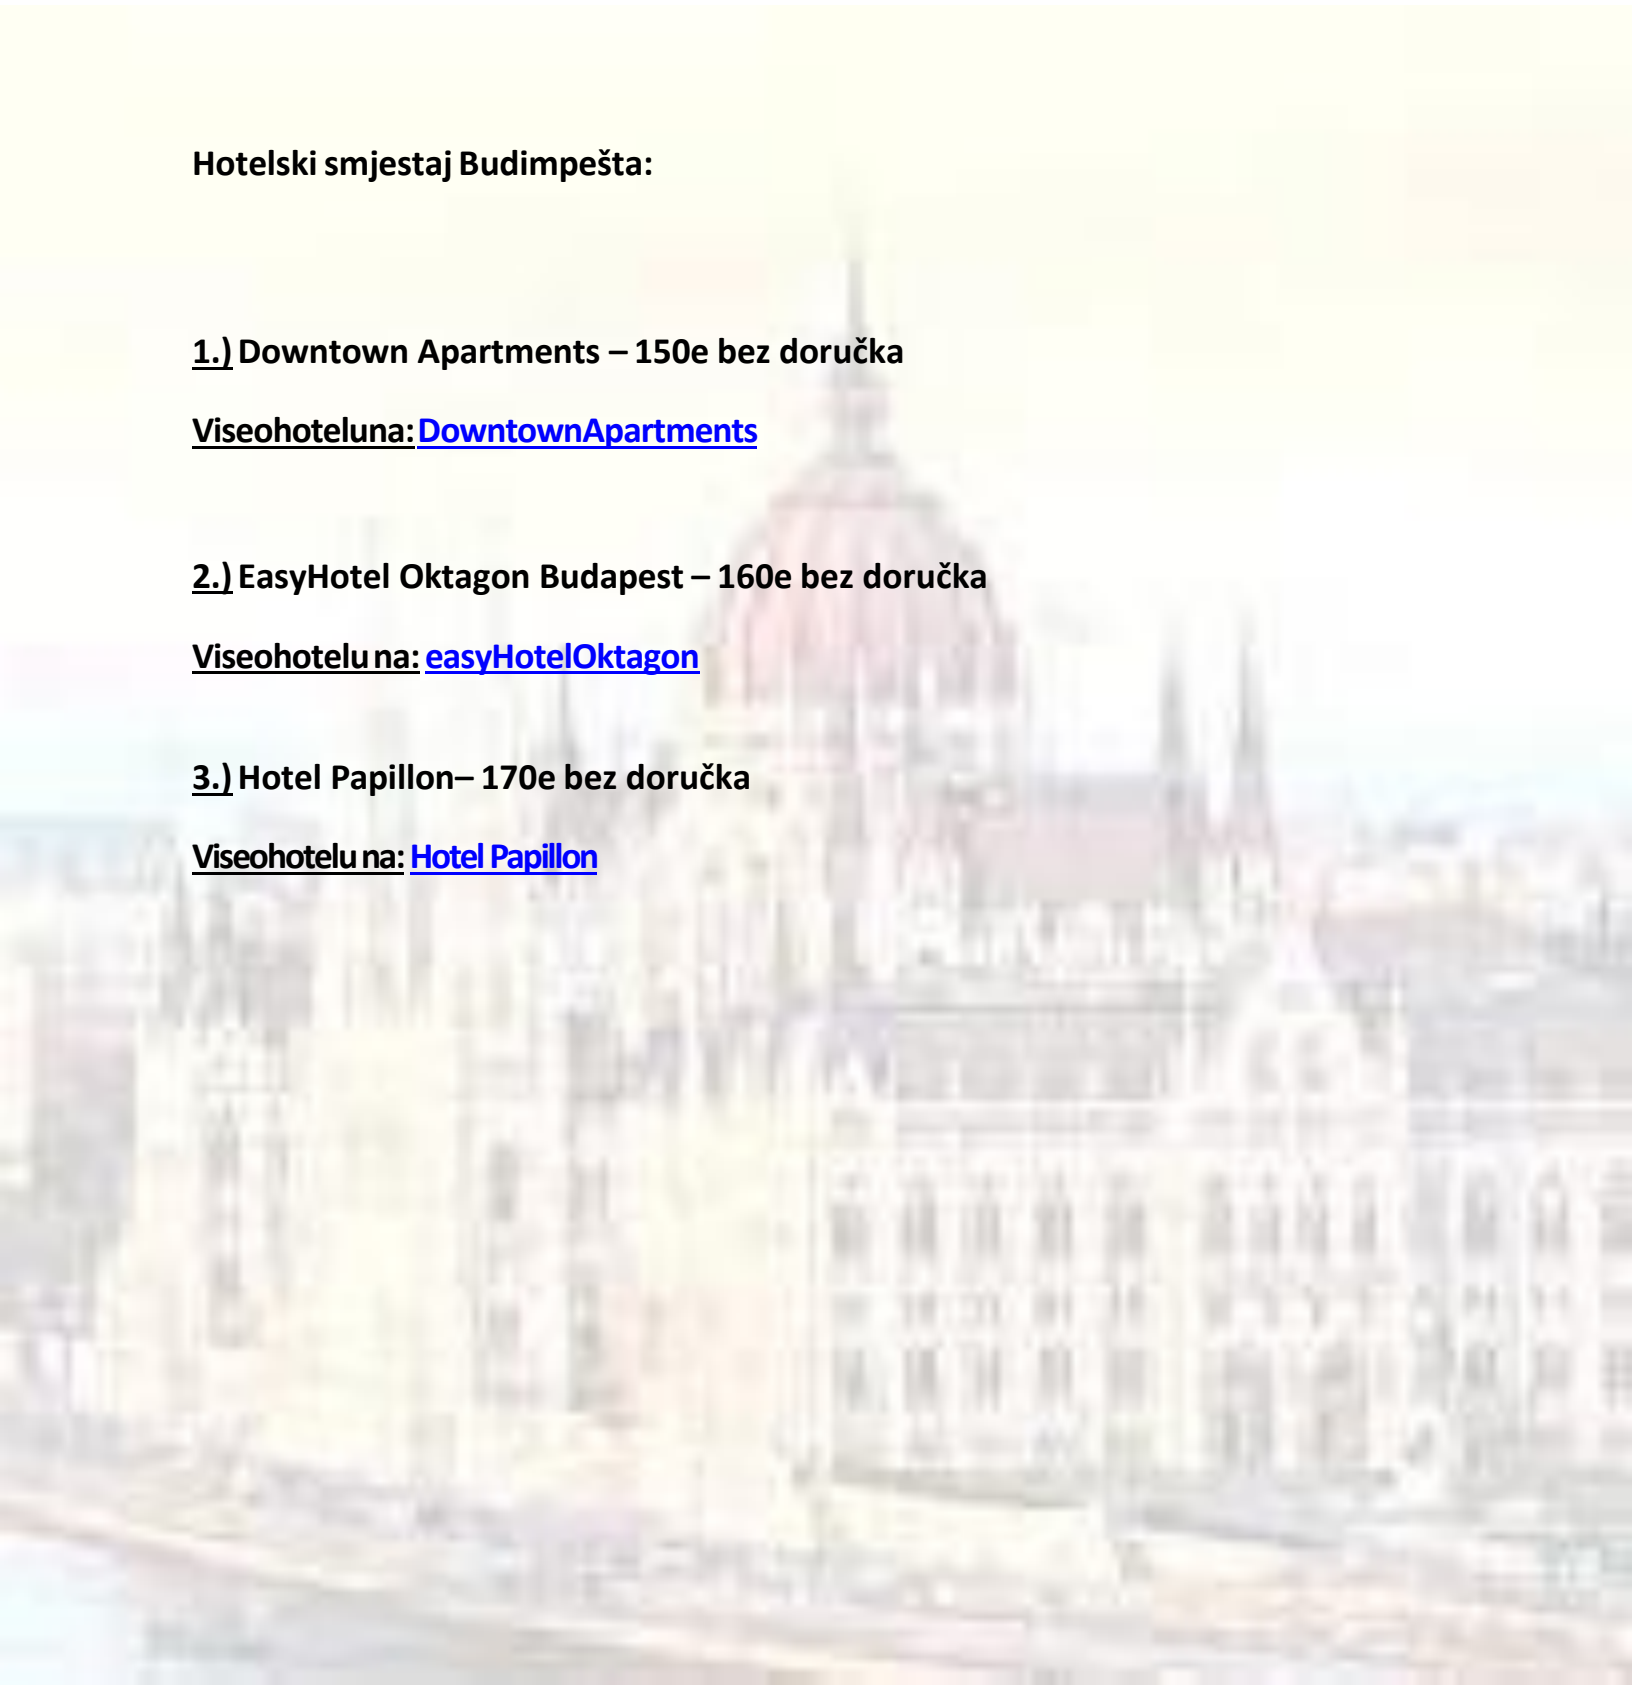 Hotelski smjestaj Budimpešta:
1.) Downtown Apartments – 150e bez doručka
Viseohoteluna: DowntownApartments
2.) EasyHotel Oktagon Budapest – 160e bez doručka
Viseohotelu na: easyHotelOktagon
3.) Hotel Papillon– 170e bez doručka
Viseohotelu na: Hotel Papillon